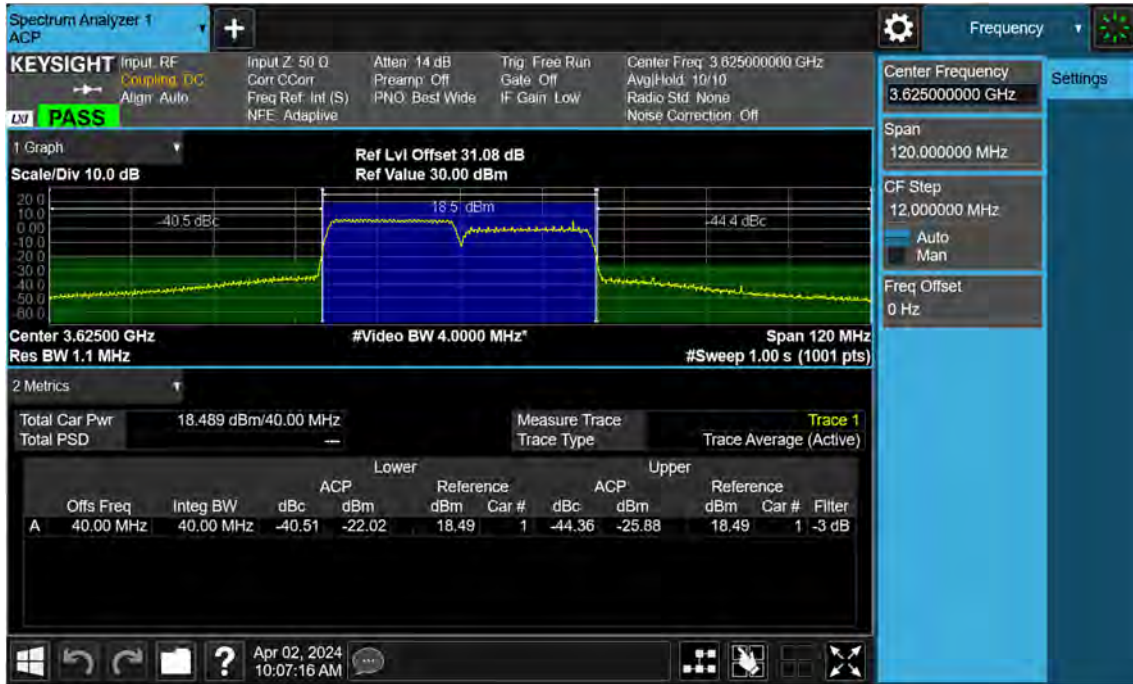 Spectrum Analyzer 1
ACP
+
Frequency
KEYSIGHT
Input: RF
Coupling: DC
Align: Auto
Input Z: 50 Ω
Corr CCorr
Freq Ref: Int (S)
NFE: Adaptive
Atten: 14 dB
Preamp: Off
PNO: Best Wide
Trig: Free Run
Gate: Off
IF Gain: Low
Center Freq: 3.625000000 GHz
Avg|Hold: 10/10
Radio Std: None
Noise Correction: Off
LXI
PASS
Center Frequency
3.625000000 GHz
Settings
Span
120.000000 MHz
CF Step
12.000000 MHz
Auto
Man
Freq Offset
0 Hz
1 Graph
Scale/Div 10.0 dB
Ref Lvl Offset 31.08 dB
Ref Value 30.00 dBm
20.0
10.0
0.00
-10.0
-20.0
-30.0
-40.0
-50.0
-60.0
-40.5 dBc
18.5 dBm
-44.4 dBc
Center 3.62500 GHz
#Video BW 4.0000 MHz*
Span 120 MHz
Res BW 1.1 MHz
#Sweep 1.00 s (1001 pts)
2 Metrics
Total Car Pwr 18.489 dBm/40.00 MHz
Total PSD ---
Measure Trace Trace 1
Trace Type Trace Average (Active)
Lower Upper
ACP Reference ACP Reference
Offs Freq Integ BW dBc dBm dBm Car # dBc dBm dBm Car # Filter
A 40.00 MHz 40.00 MHz -40.51 -22.02 18.49 1 -44.36 -25.88 18.49 1 -3 dB
?
Apr 02, 2024
10:07:16 AM